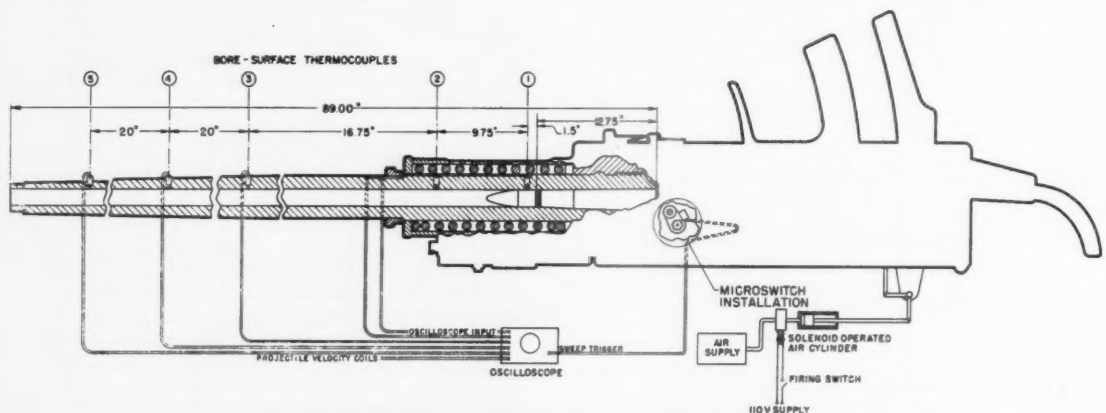 BORE-SURFACE THERMOCOUPLES
5 4 3 2 1
89.00"
12.75"
20" 20" 16.75" 9.75" 1.5"
MICROSWITCH
INSTALLATION
OSCILLOSCOPE INPUT
SWEEP TRIGGER
PROJECTILE VELOCITY COILS
OSCILLOSCOPE
AIR
SUPPLY
SOLENOID OPERATED
AIR CYLINDER
FIRING SWITCH
110V SUPPLY